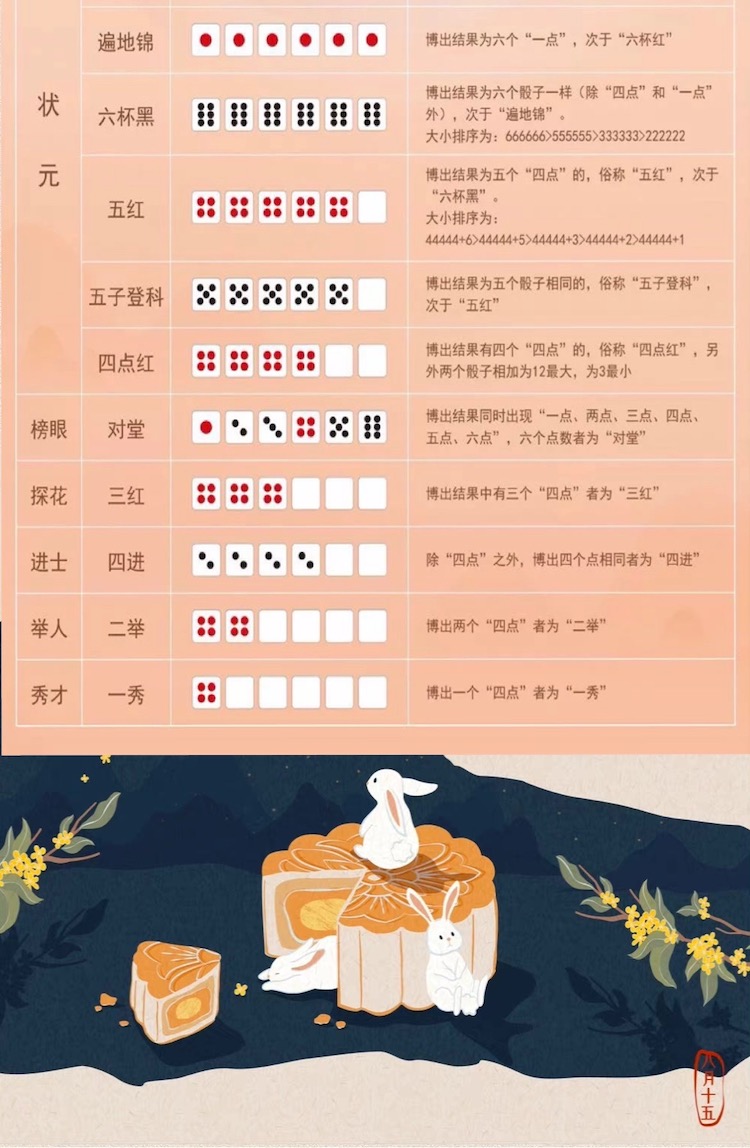 状
元
遍地锦
博出结果为六个“一点”，次于“六杯红”
六杯黑
博出结果为六个骰子一样（除“四点”和“一点”
外），次于“遍地锦”。
大小排序为：666666>555555>333333>222222
五红
博出结果为五个“四点”的，俗称“五红”，次于
“六杯黑”。
大小排序为：
44444+6>44444+5>44444+3>44444+2>44444+1
五子登科
博出结果为五个骰子相同的，俗称“五子登科”，
次于“五红”
四点红
博出结果有四个“四点”的，俗称“四点红”，另
外两个骰子相加为12最大，为3最小
榜眼
对堂
博出结果同时出现“一点、两点、三点、四点、
五点、六点”，六个点数者为“对堂”
探花
三红
博出结果中有三个“四点”者为“三红”
进士
四进
除“四点”之外，博出四个点相同者为“四进”
举人
二举
博出两个“四点”者为“二举”
秀才
一秀
博出一个“四点”者为“一秀”
八月十五